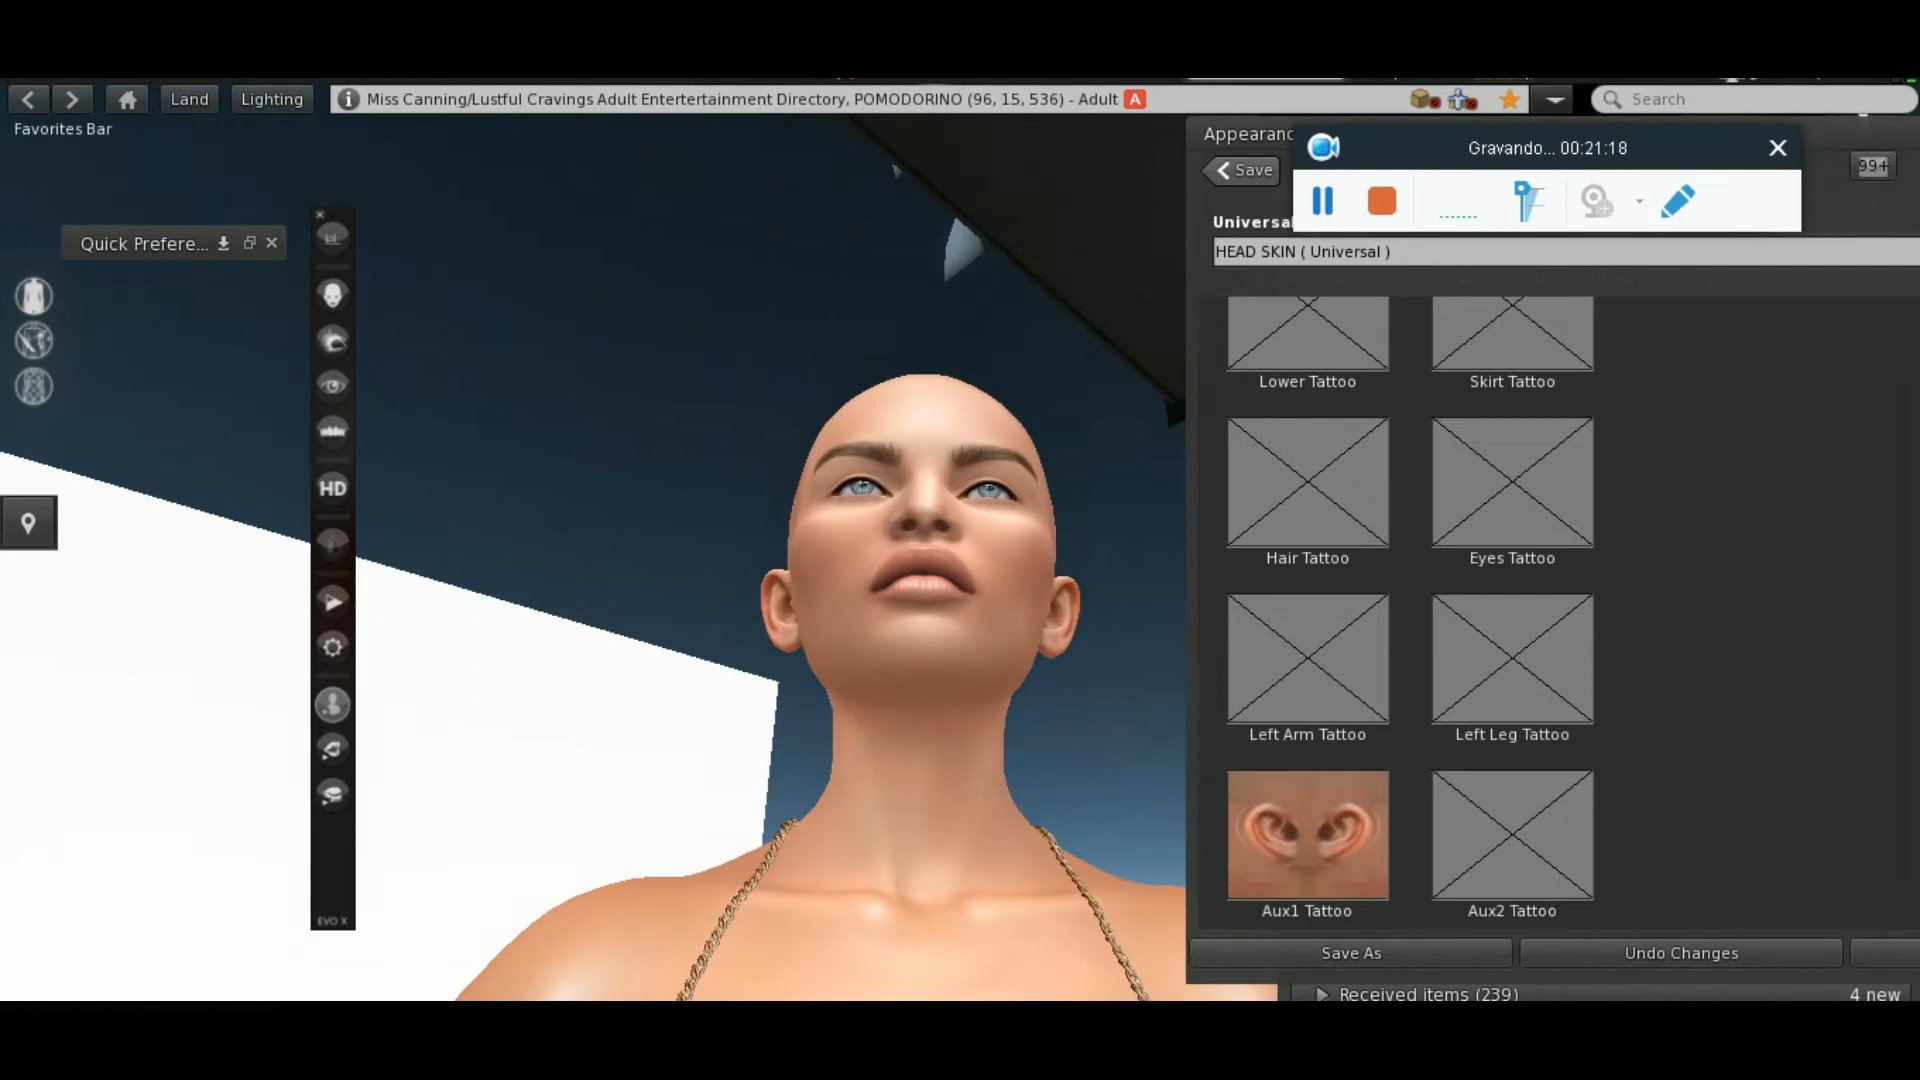 Land
Lighting
Miss Canning/Lustful Cravings Adult Entertertainment Directory, POMODORINO (96, 15, 536) - Adult A
Search
Favorites Bar
Appearanc
Gravando... 00:21:18
99+
Save
Universal
HEAD SKIN ( Universal )
Quick Prefere...
Lower Tattoo
Skirt Tattoo
HD
Hair Tattoo
Eyes Tattoo
Left Arm Tattoo
Left Leg Tattoo
Aux1 Tattoo
Aux2 Tattoo
EVO X
Save As
Undo Changes
Received items (239)
4 new